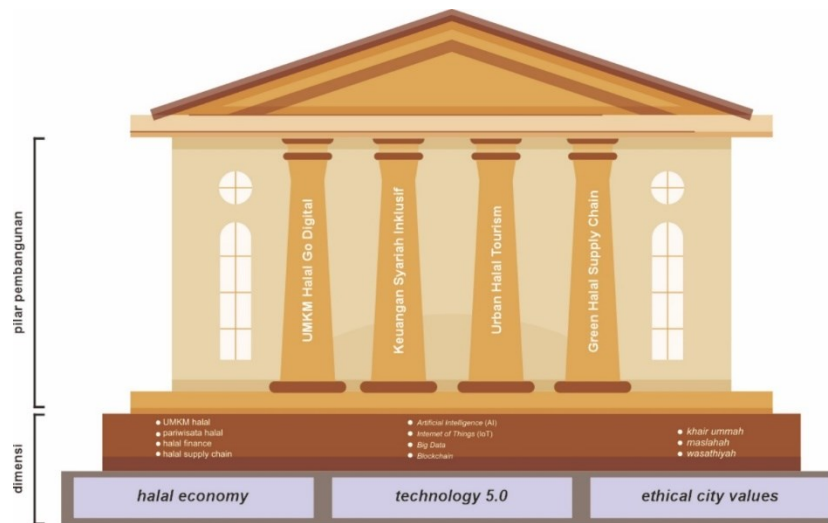 pilar pembangunan
UMKM Halal Go Digital
Keuangan Syariah Inklusif
Urban Halal Tourism
Green Halal Supply Chain
dimensi
• UMKM halal
• pariwisata halal
• halal finance
• halal supply chain
• Artificial Intelligence (AI)
• Internet of Things (IoT)
• Big Data
• Blockchain
• khair ummah
• maslahah
• wasathiyah
halal economy
technology 5.0
ethical city values